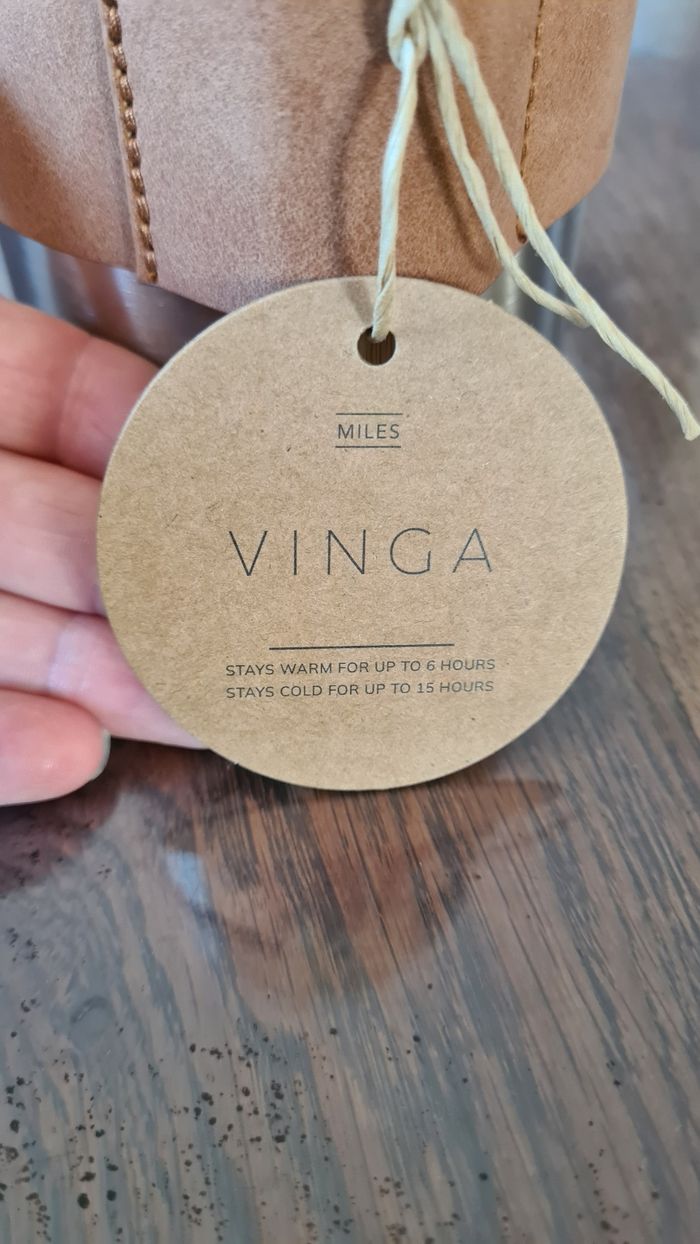 MILES
VINGA
STAYS WARM FOR UP TO 6 HOURS
STAYS COLD FOR UP TO 15 HOURS